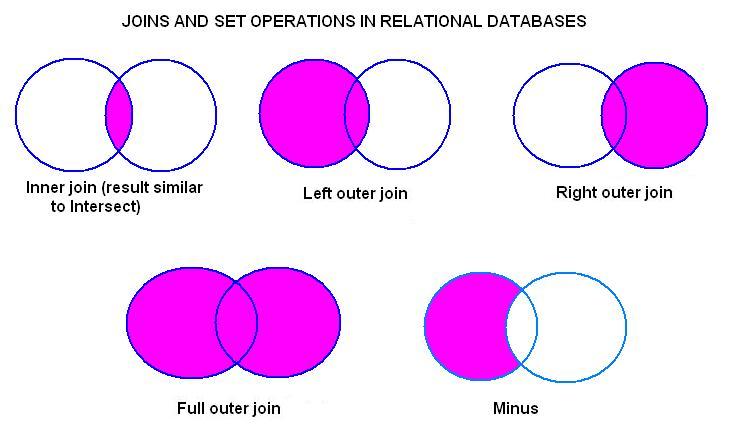 JOINS AND SET OPERATIONS IN RELATIONAL DATABASES
Inner join (result similar
to Intersect)
Left outer join
Right outer join
Full outer join
Minus